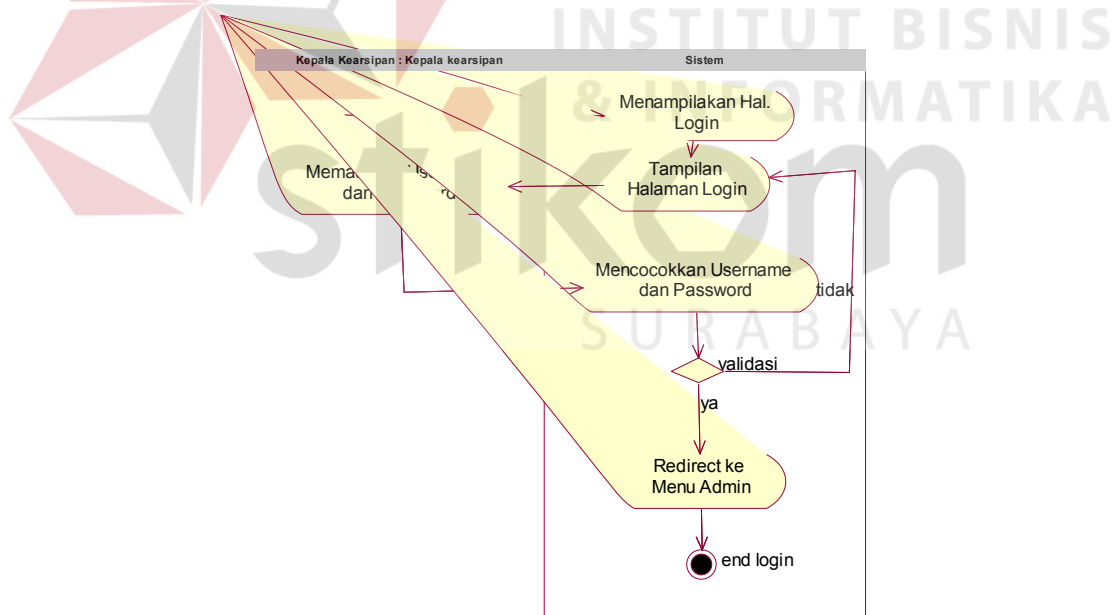 INSTITUT BISNIS
& INFORMATIKA
stikom
SURABAYA
Kepala Kearsipan : Kepala kearsipan
Sistem
Menampilakan Hal.
Login
Tampilan
Halaman Login
dan
Mencocokkan Username
dan Password
tidak
validasi
ya
Redirect ke
Menu Admin
end login